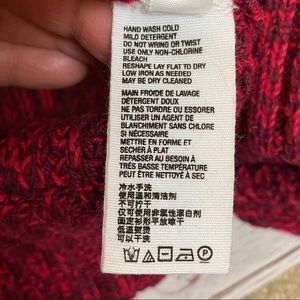 HAND WASH COLD
MILD DETERGENT
DO NOT WRING OR TWIST
USE ONLY NON-CHLORINE
BLEACH
RESHAPE LAY FLAT TO DRY
LOW IRON AS NEEDED
MAY BE DRY CLEANED
MAIN FROIDE DE LAVAGE
DÉTERGENT DOUX
NE PAS TORDRE OU ESSORER
UTILISER UN AGENT DE
BLANCHIMENT SANS CHLORE
SI NÉCESSAIRE
METTRE EN FORME ET
SÉCHER À PLAT
REPASSER AU BESOIN À
TRÈS BASSE TEMPÉRATURE
PEUT ÊTRE NETTOYÉ À SEC
冷水手洗
使用温和清洁剂
不可拧干
仅可使用非氯性漂白剂
固定衫形平放晾干
低温熨烫
可以干洗